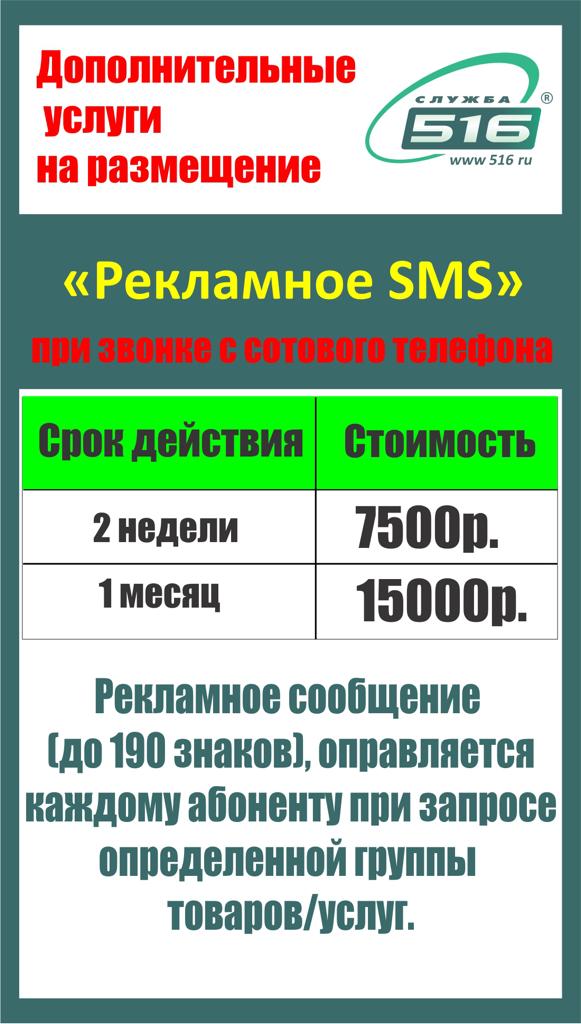 Дополнительные
услуги
на размещение
СЛУЖБА
516®
www 516 ru
«Рекламное SMS»
при звонке с сотового телефона
Срок действия Стоимость
2 недели 7500р.
1 месяц 15000р.
Рекламное сообщение
(до 190 знаков), оправляется
каждому абоненту при запросе
определенной группы
товаров/услуг.